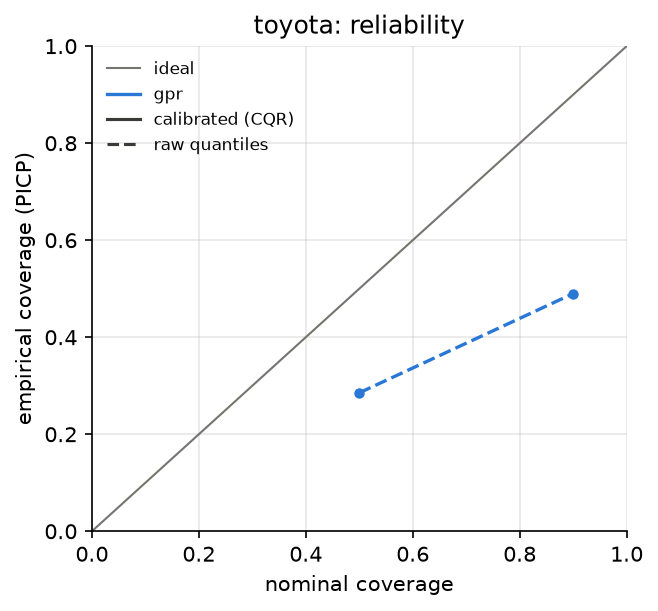 toyota: reliability
1.0
ideal
gpr
calibrated (CQR)
raw quantiles
0.8
0.6
0.4
0.2
0.0
empirical coverage (PICP)
0.0 0.2 0.4 0.6 0.8 1.0
nominal coverage